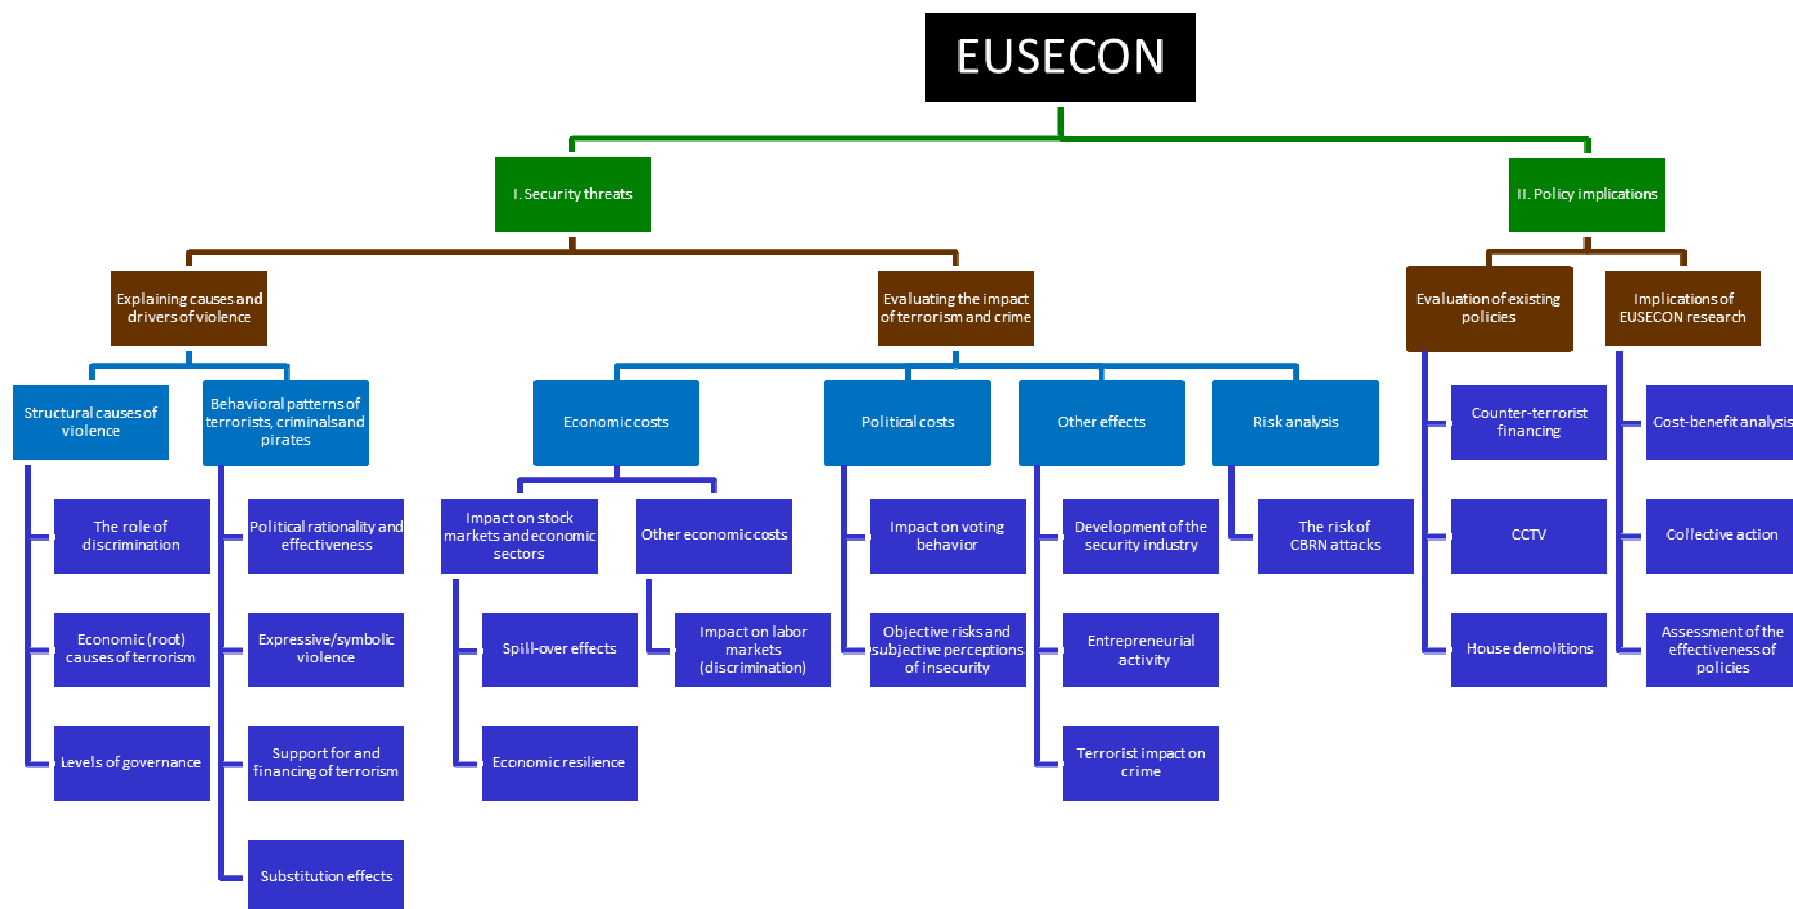 EUSECON
I. Security threats
II. Policy implications
Explaining causes and
drivers of violence
Evaluating the impact
of terrorism and crime
Evaluation of existing
policies
Implications of
EUSECON research
Structural causes of
violence
Behavioral patterns of
terrorists, criminals and
pirates
Economic costs
Political costs
Other effects
Risk analysis
Counter-terrorist
financing
Cost-benefit analysis
The role of
discrimination
Political rationality and
effectiveness
Impact on stock
markets and economic
sectors
Other economic costs
Impact on voting
behavior
Development of the
security industry
The risk of
CBRN attacks
CCTV
Collective action
Economic (root)
causes of terrorism
Expressive/symbolic
violence
Spill-over effects
Impact on labor
markets
(discrimination)
Objective risks and
subjective perceptions
of insecurity
Entrepreneurial
activity
House demolitions
Assessment of the
effectiveness of
policies
Levels of governance
Support for and
financing of terrorism
Economic resilience
Terrorist impact on
crime
Substitution effects